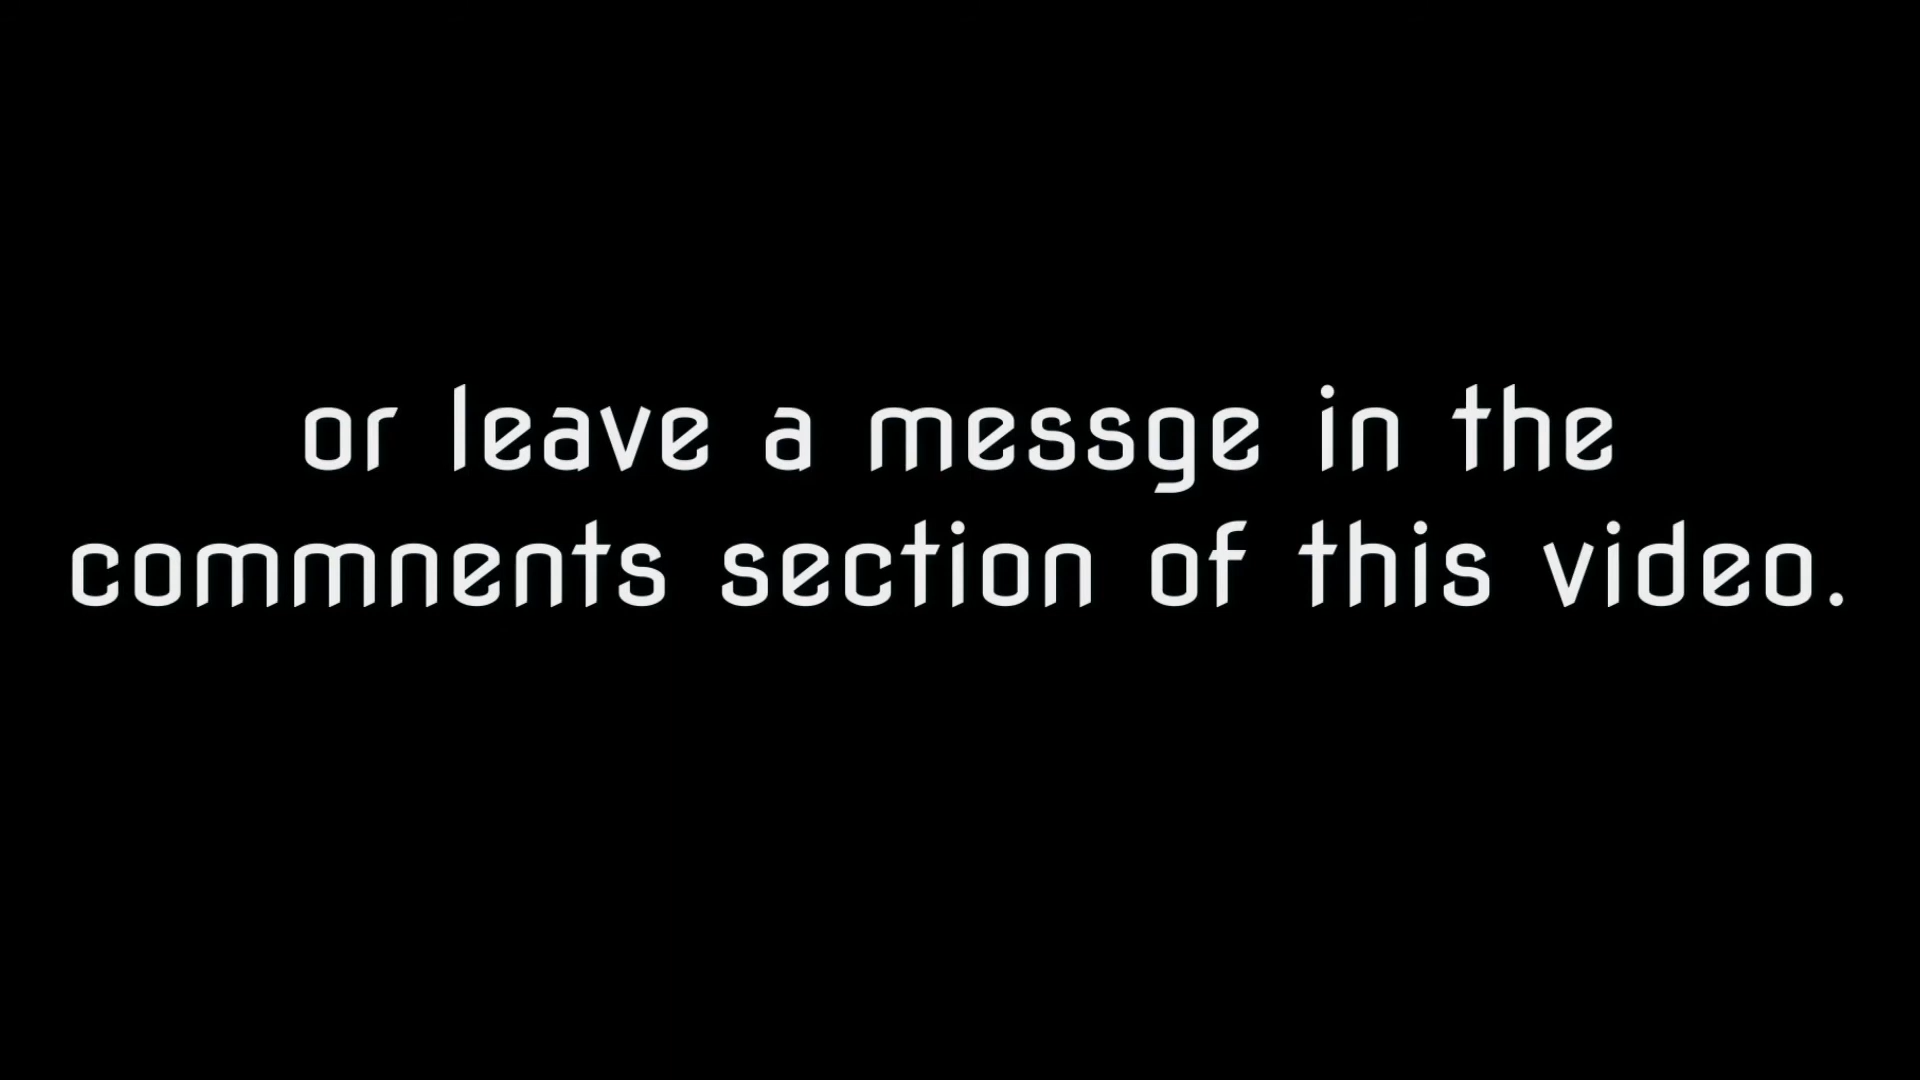 or leave a messge in the
commnents section of this video.